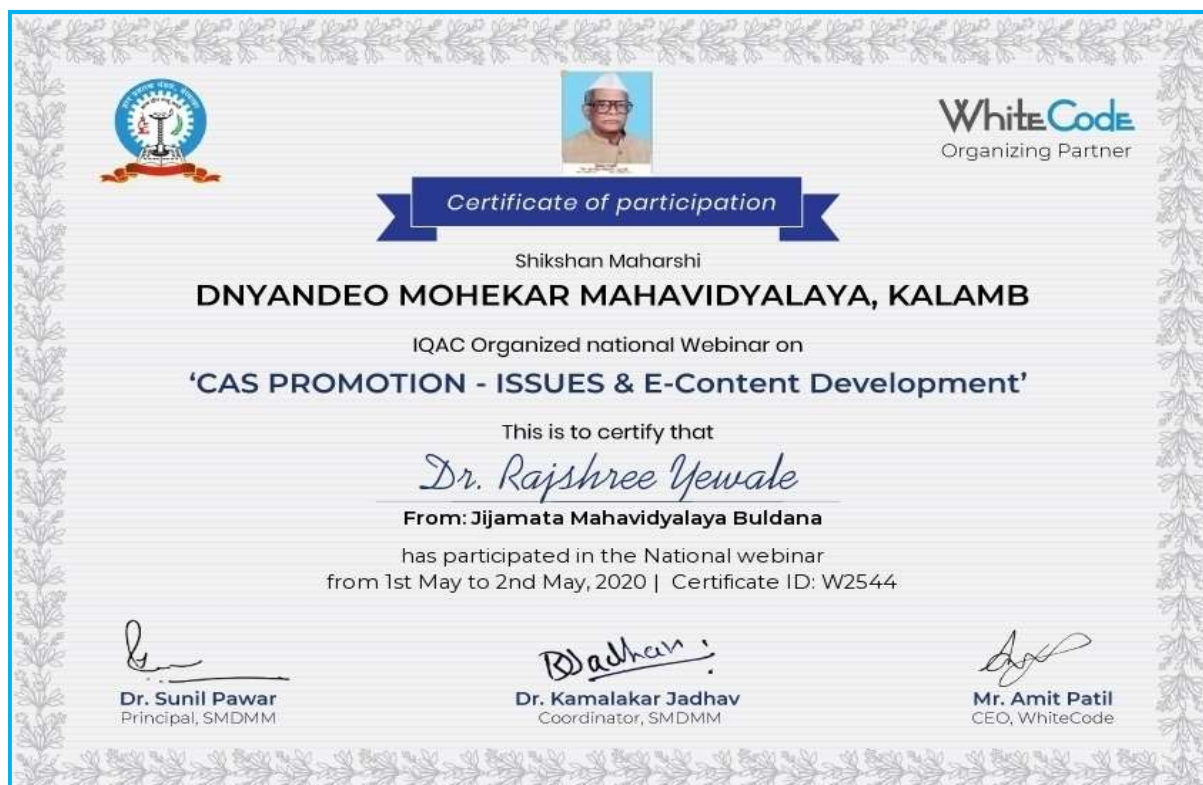 WhiteCode
Organizing Partner
Certificate of participation
Shikshan Maharshi
DNYANDEO MOHEKAR MAHAVIDYALAYA, KALAMB
IQAC Organized national Webinar on
‘CAS PROMOTION - ISSUES & E-Content Development’
This is to certify that
Dr. Rajshree Yewale
From: Jijamata Mahavidyalaya Buldana
has participated in the National webinar
from 1st May to 2nd May, 2020 | Certificate ID: W2544
Dr. Sunil Pawar
Principal, SMDMM
Dr. Kamalakar Jadhav
Coordinator, SMDMM
Mr. Amit Patil
CEO, WhiteCode